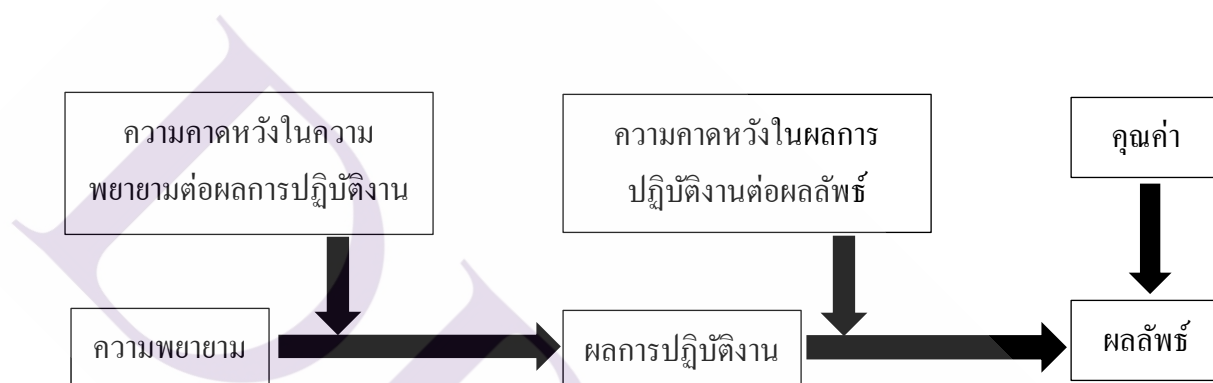 ความคาดหวังในความ
พยายามต่อผลการปฏิบัติงาน
ความคาดหวังในผลการ
ปฏิบัติงานต่อผลลัพธ์
คุณค่า
ความพยายาม
ผลการปฏิบัติงาน
ผลลัพธ์